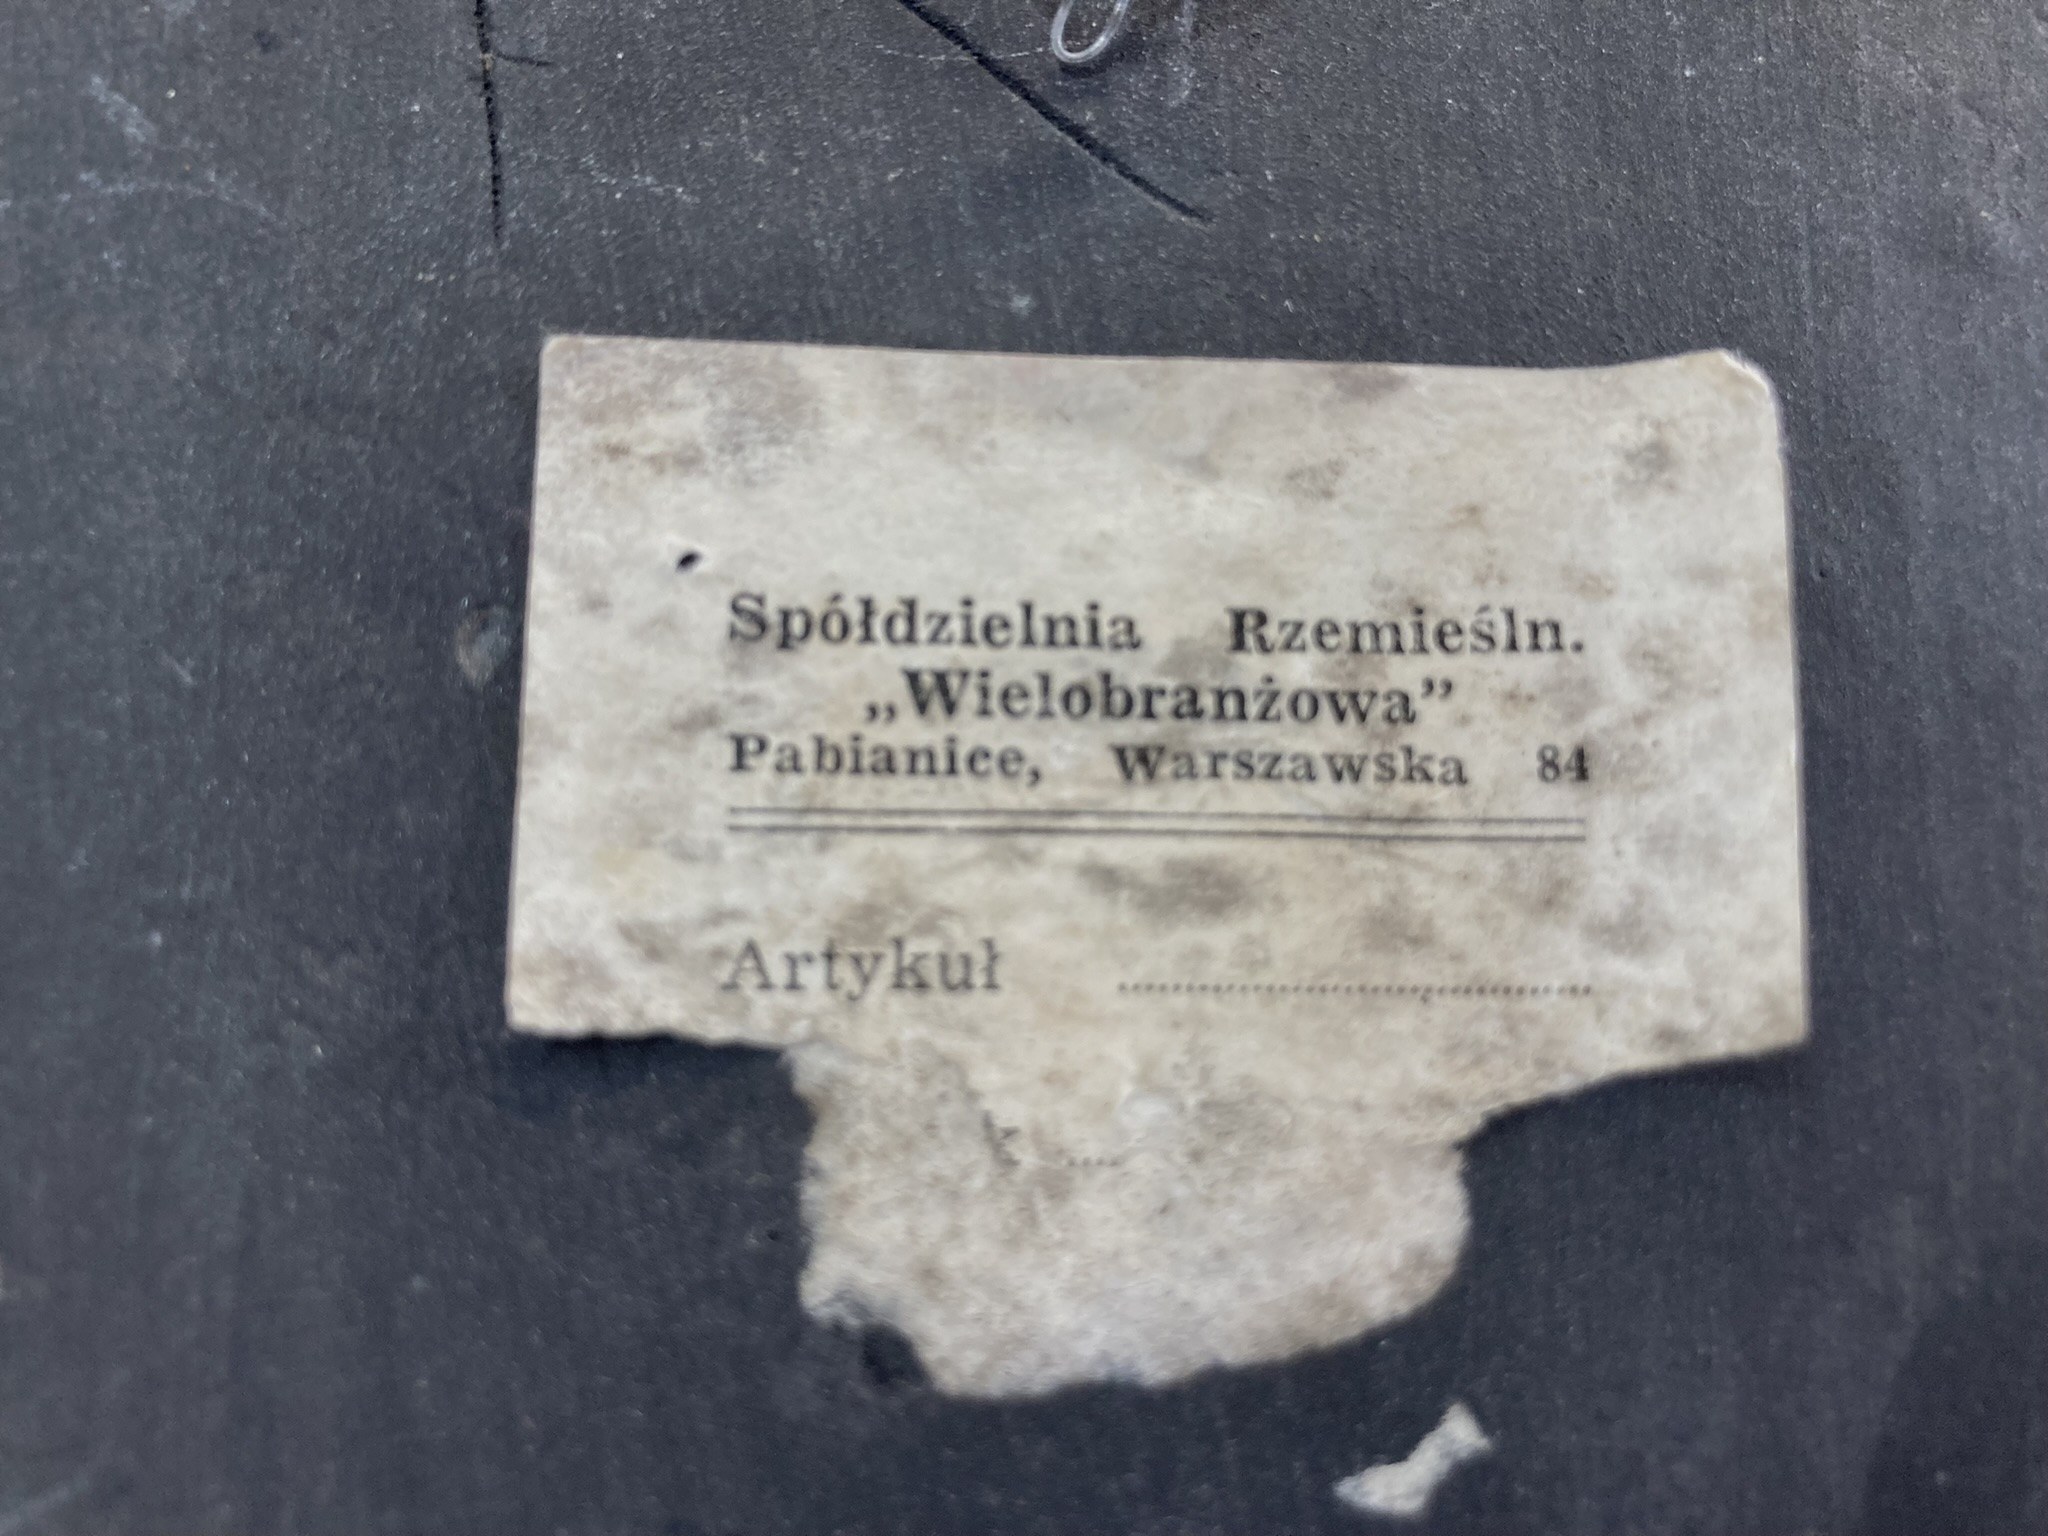 Spółdzielnia Rzemieśln.
„Wielobranżowa”
Pabianice, Warszawska 84
Artykuł ........................................